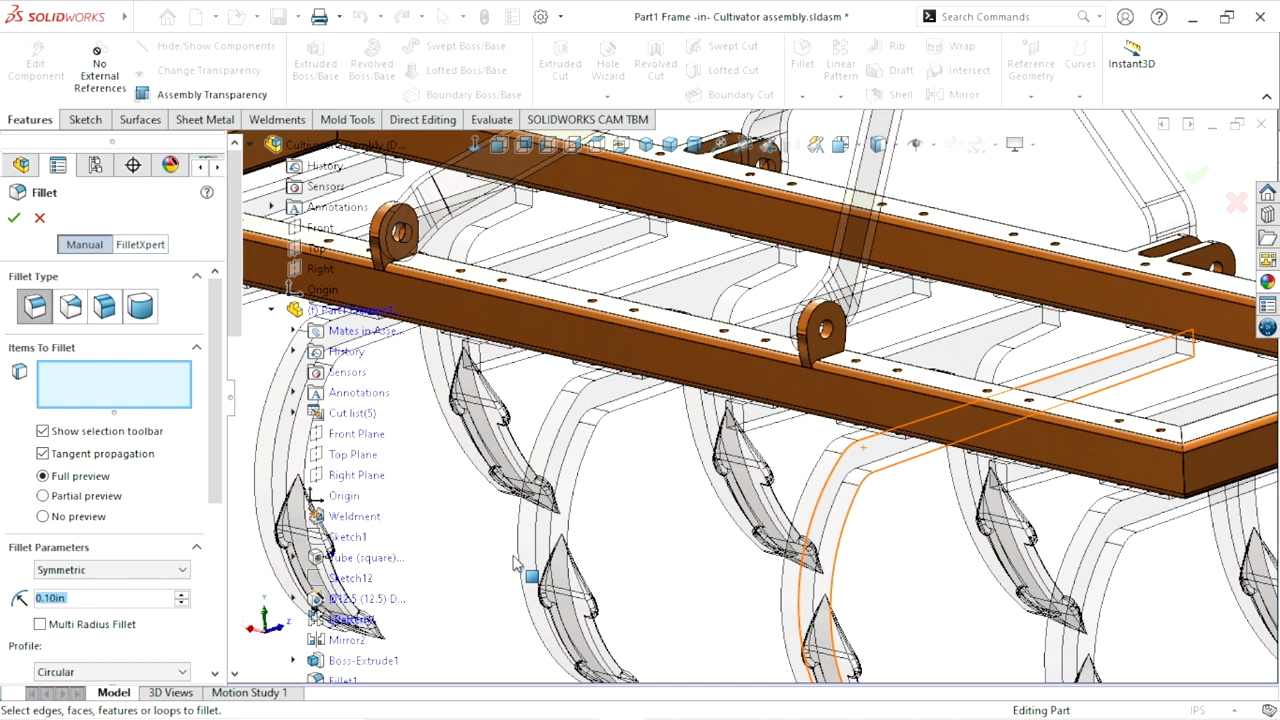 SOLIDWORKS
Part1 Frame -in- Cultivator assembly.sldasm *
Search Commands
Edit Component
No External References
Hide/Show Components
Change Transparency
Assembly Transparency
Extruded Boss/Base
Revolved Boss/Base
Swept Boss/Base
Lofted Boss/Base
Boundary Boss/Base
Extruded Cut
Hole Wizard
Revolved Cut
Swept Cut
Lofted Cut
Boundary Cut
Fillet
Linear Pattern
Rib
Draft
Shell
Wrap
Intersect
Mirror
Reference Geometry
Curves
Instant3D
Features
Sketch
Surfaces
Sheet Metal
Weldments
Mold Tools
Direct Editing
Evaluate
SOLIDWORKS CAM TBM
Fillet
Manual
FilletXpert
Fillet Type
Items To Fillet
Show selection toolbar
Tangent propagation
Full preview
Partial preview
No preview
Fillet Parameters
Symmetric
0.10in
Multi Radius Fillet
Profile:
Circular
History
Sensors
Annotations
Front
Top
Right
Origin
Mates in Asse...
History
Sensors
Annotations
Cut list(5)
Front Plane
Top Plane
Right Plane
Origin
Weldment
Sketch1
Tube (square)...
Sketch12
Mirror2
Boss-Extrude1
Fillet1
Y
Z
Model
3D Views
Motion Study 1
Select edges, faces, features or loops to fillet.
Editing Part
IPS